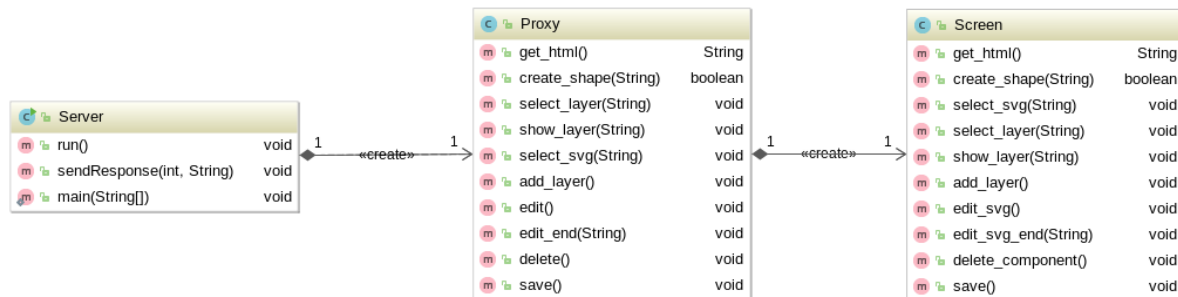 Server
run() void
sendResponse(int, String) void
main(String[]) void
1 «create» 1
Proxy
get_html() String
create_shape(String) boolean
select_layer(String) void
show_layer(String) void
select_svg(String) void
add_layer() void
edit() void
edit_end(String) void
delete() void
save() void
1 «create» 1
Screen
get_html() String
create_shape(String) boolean
select_svg(String) void
select_layer(String) void
show_layer(String) void
add_layer() void
edit_svg() void
edit_svg_end(String) void
delete_component() void
save() void